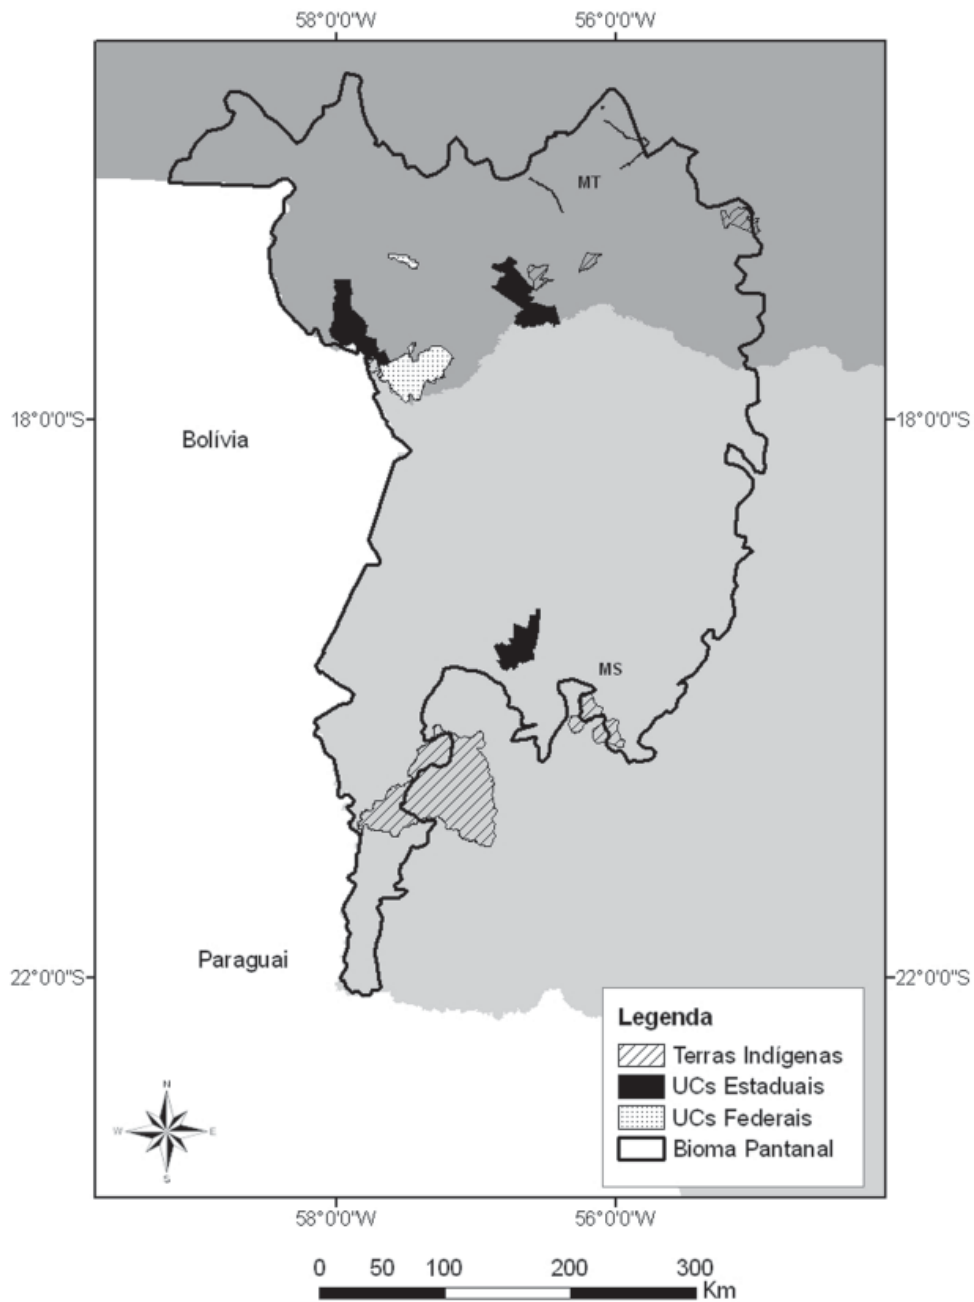 58°0'0"W 56°0'0"W
MT
18°0'0"S 18°0'0"S
Bolívia
MS
Paraguai
22°0'0"S 22°0'0"S
Legenda
Terras Indígenas
UCs Estaduais
UCs Federais
Bioma Pantanal
N
W E
S
58°0'0"W 56°0'0"W
0 50 100 200 300
Km